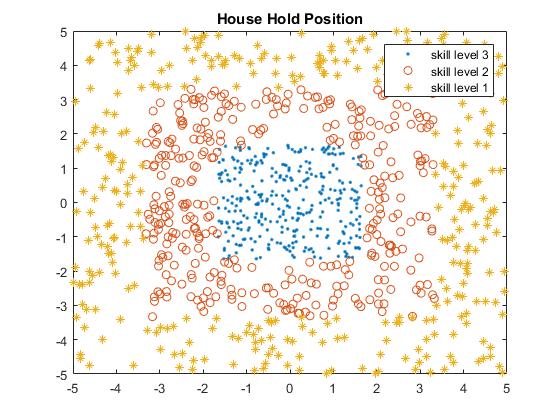 House Hold Position
5
4
3
2
1
0
-1
-2
-3
-4
-5
skill level 3
skill level 2
skill level 1
-5 -4 -3 -2 -1 0 1 2 3 4 5